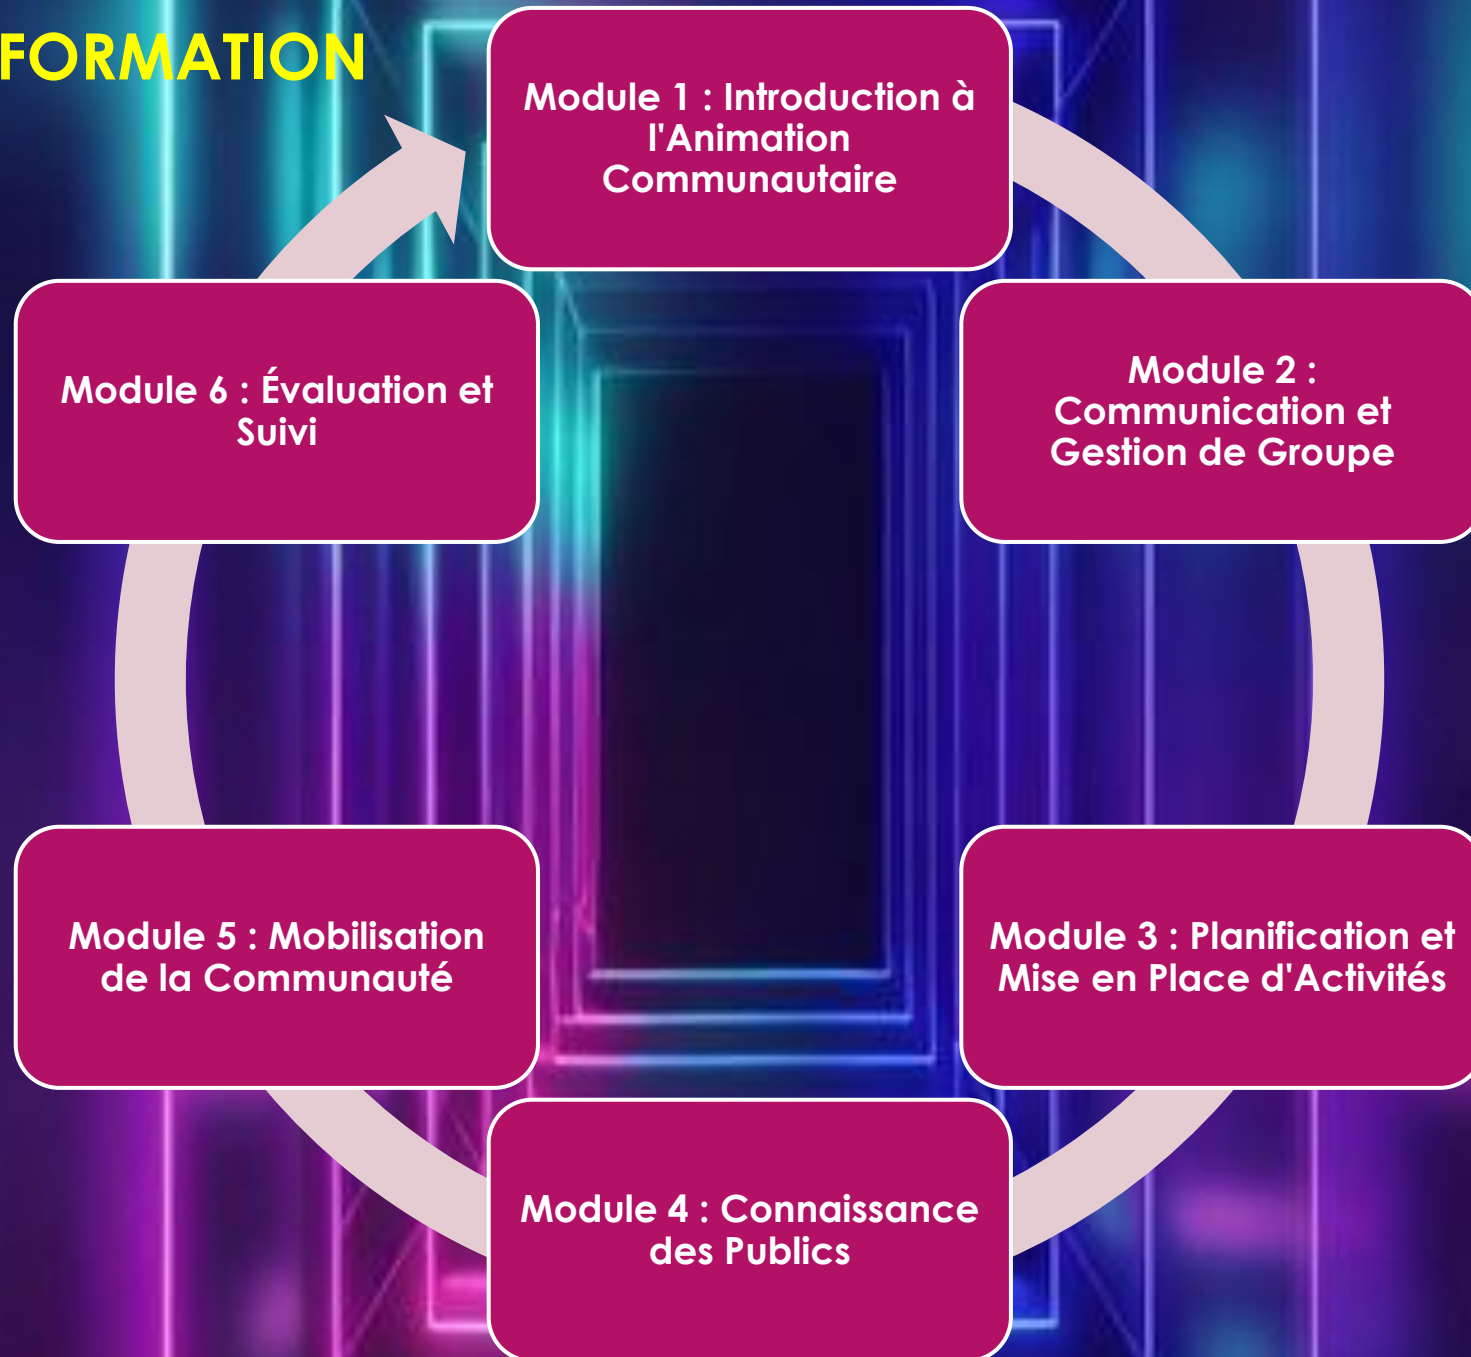 FORMATION
Module 1 : Introduction à
l'Animation
Communautaire
Module 2 :
Communication et
Gestion de Groupe
Module 3 : Planification et
Mise en Place d'Activités
Module 4 : Connaissance
des Publics
Module 5 : Mobilisation
de la Communauté
Module 6 : Évaluation et
Suivi